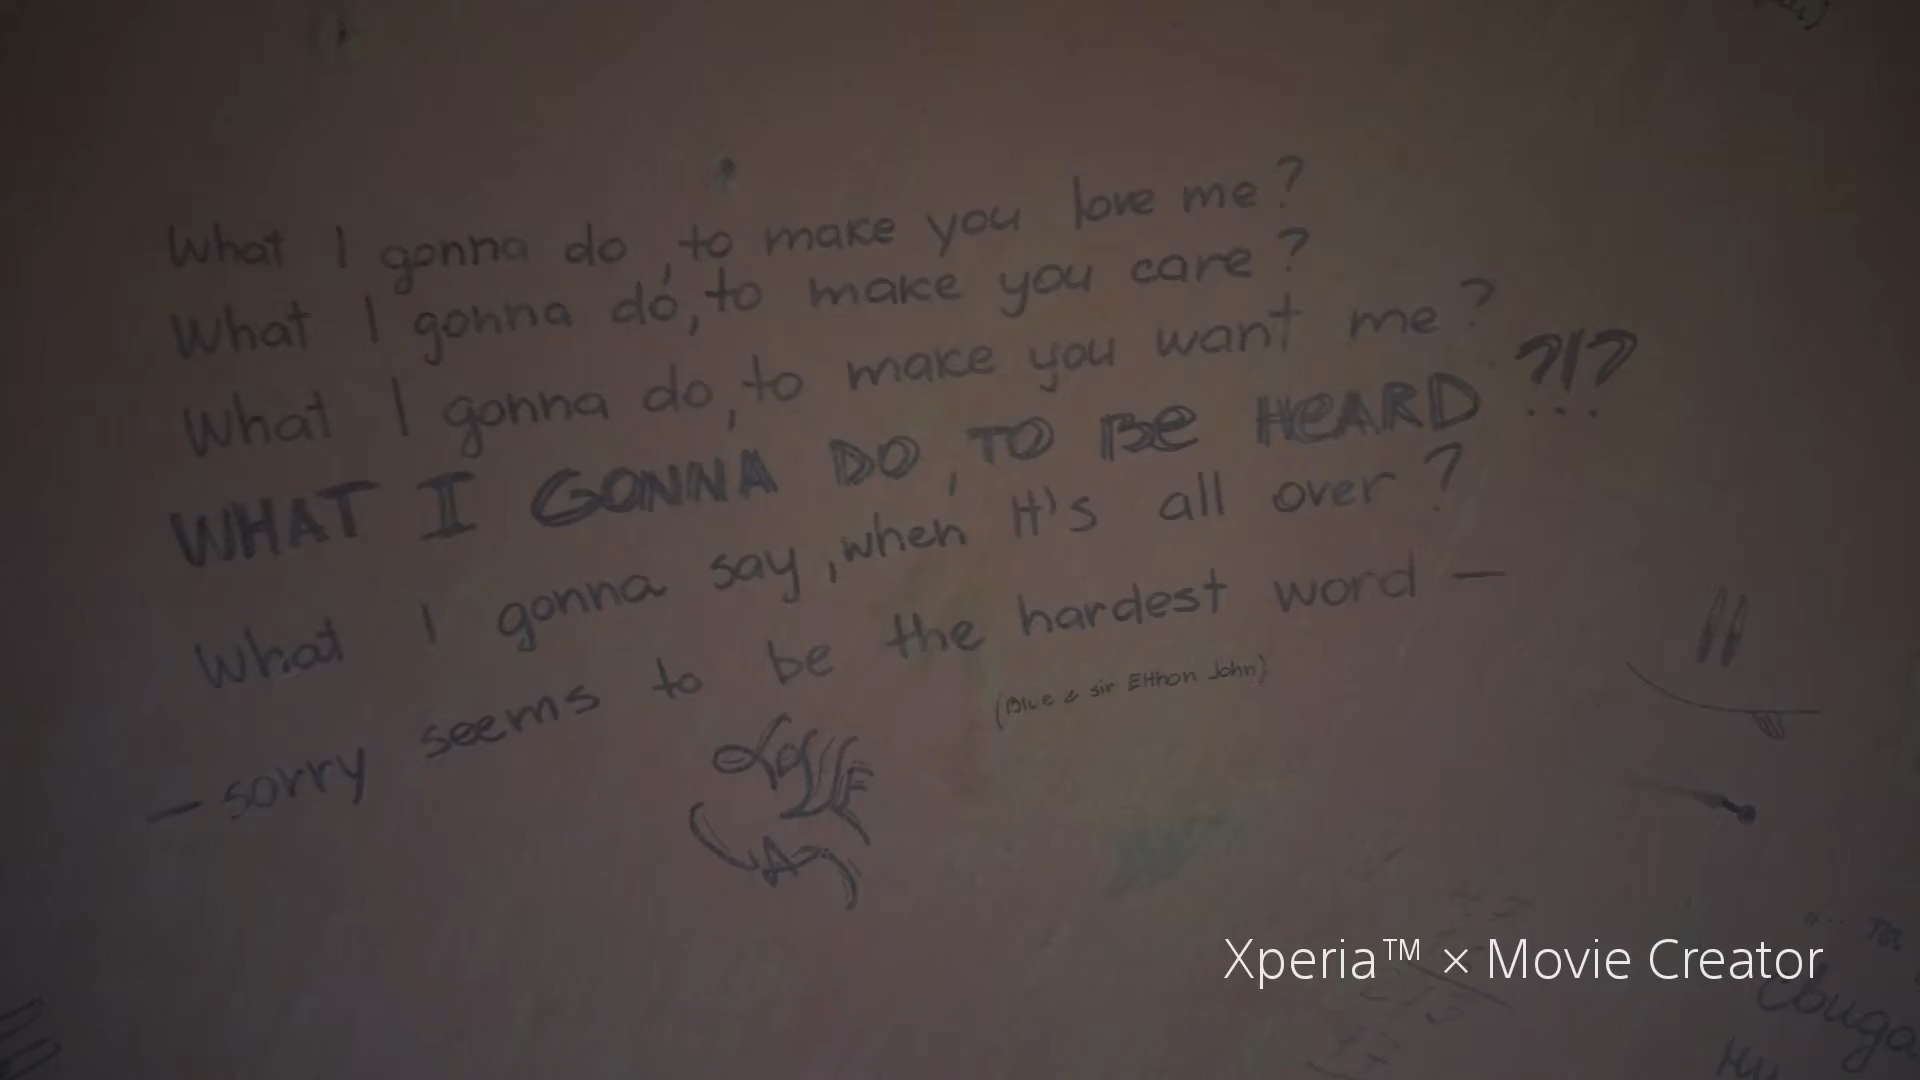 What I gonna do, to make you love me?
What I gonna do, to make you care?
What I gonna do, to make you want me?
WHAT I GONNA DO, TO BE HEARD ?!?
What I gonna say, when It's all over?
— sorry seems to be the hardest word —
(Blue & sir Elthon John)
Xperia™ × Movie Creator